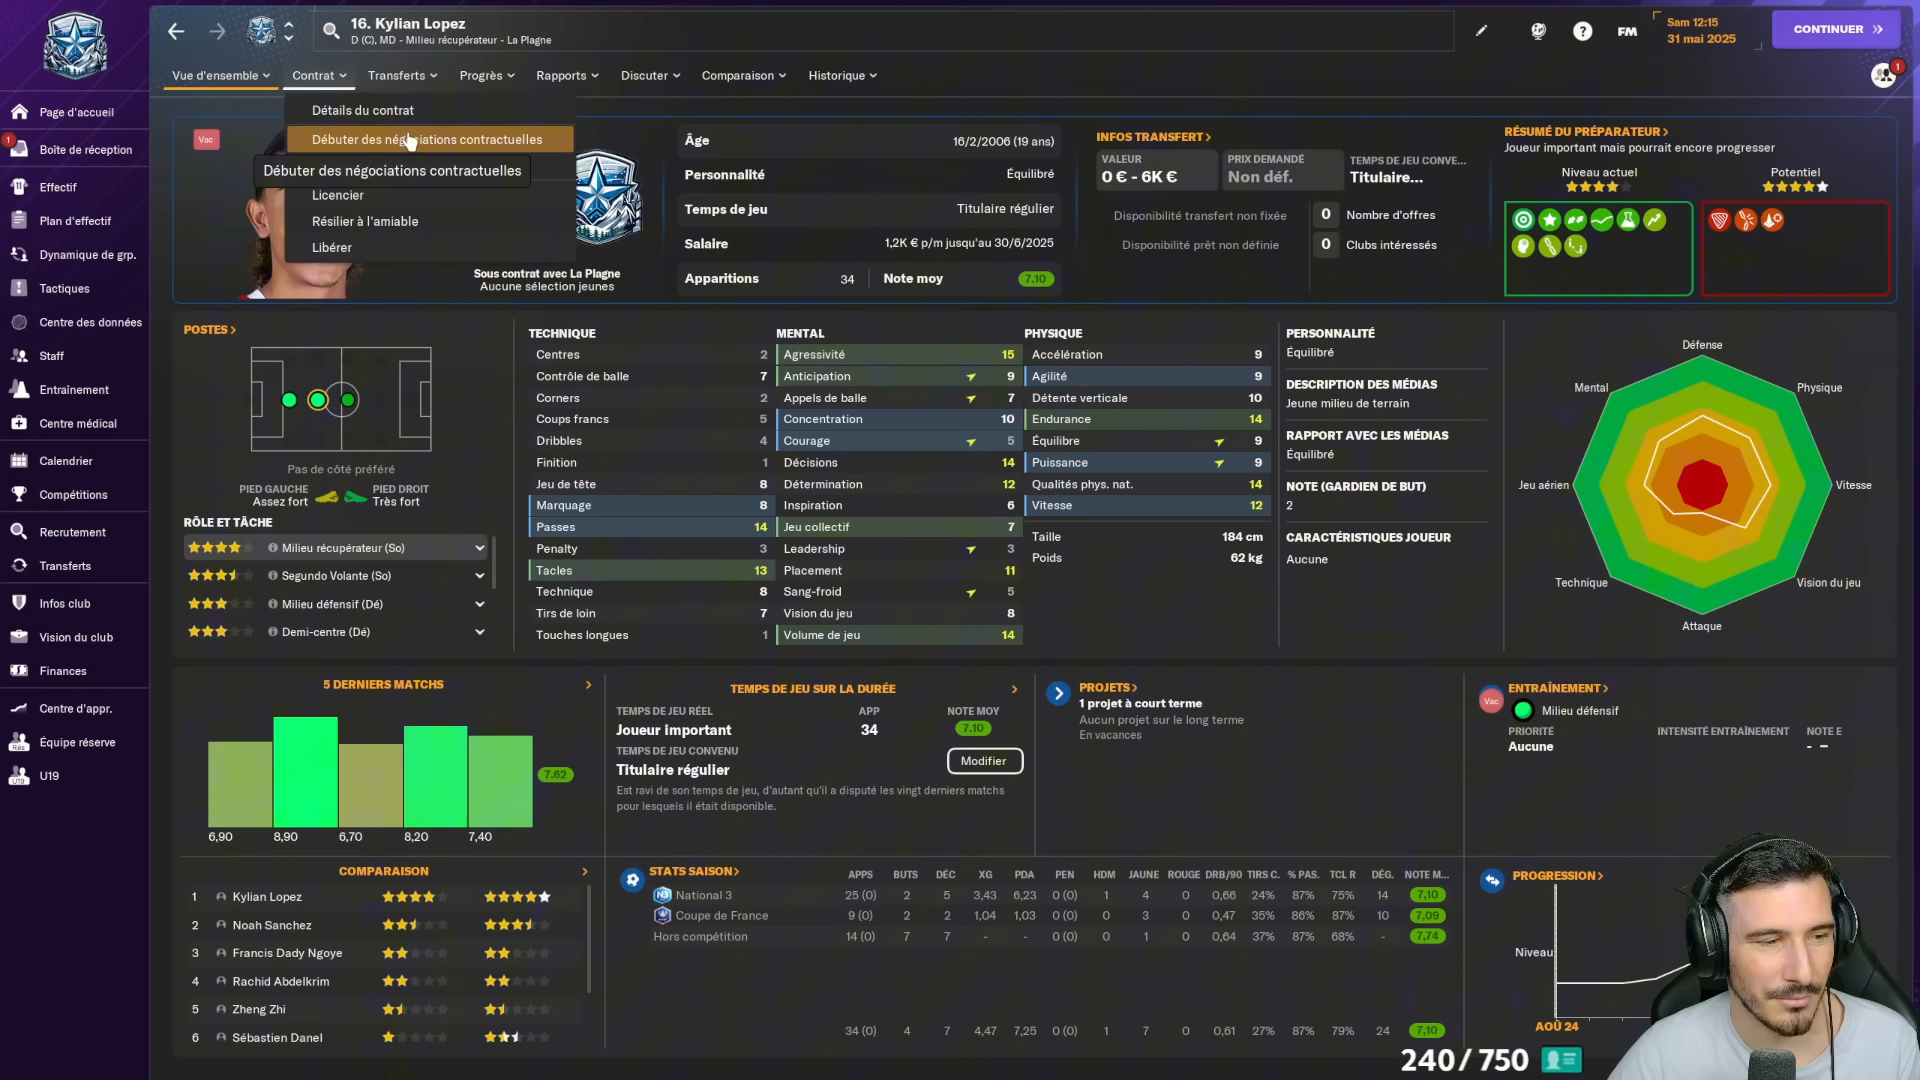 16. Kylian Lopez
D (C), MD - Milieu récupérateur - La Plagne
FM
Sam 12:15
31 mai 2025
CONTINUER
Vue d'ensemble
Contrat
Transferts
Progrès
Rapports
Discuter
Comparaison
Historique
1
Page d'accueil
1
Boîte de réception
Effectif
Plan d'effectif
Dynamique de grp.
Tactiques
Centre des données
Staff
Entraînement
Centre médical
Calendrier
Compétitions
Recrutement
Transferts
Infos club
Vision du club
Finances
Centre d'appr.
Équipe réserve
U19
Détails du contrat
Débuter des négociations contractuelles
Débuter des négociations contractuelles
Licencier
Résilier à l'amiable
Libérer
Vac
Sous contrat avec La Plagne
Aucune sélection jeunes
Âge 16/2/2006 (19 ans)
Personnalité Équilibré
Temps de jeu Titulaire régulier
Salaire 1,2K € p/m jusqu'au 30/6/2025
Apparitions 34 Note moy 7.10
INFOS TRANSFERT
VALEUR
0 € - 6K €
PRIX DEMANDÉ
Non déf.
TEMPS DE JEU CONVE...
Titulaire...
Disponibilité transfert non fixée
Disponibilité prêt non définie
0 Nombre d'offres
0 Clubs intéressés
RÉSUMÉ DU PRÉPARATEUR
Joueur important mais pourrait encore progresser
Niveau actuel
Potentiel
POSTES
Pas de côté préféré
PIED GAUCHE
Assez fort
PIED DROIT
Très fort
RÔLE ET TÂCHE
Milieu récupérateur (So)
Segundo Volante (So)
Milieu défensif (Dé)
Demi-centre (Dé)
TECHNIQUE
Centres 2
Contrôle de balle 7
Corners 2
Coups francs 5
Dribbles 4
Finition 1
Jeu de tête 8
Marquage 8
Passes 14
Penalty 3
Tacles 13
Technique 8
Tirs de loin 7
Touches longues 1
MENTAL
Agressivité 15
Anticipation 9
Appels de balle 7
Concentration 10
Courage 5
Décisions 14
Détermination 12
Inspiration 6
Jeu collectif 7
Leadership 3
Placement 11
Sang-froid 5
Vision du jeu 8
Volume de jeu 14
PHYSIQUE
Accélération 9
Agilité 9
Détente verticale 10
Endurance 14
Équilibre 9
Puissance 9
Qualités phys. nat. 14
Vitesse 12
Taille 184 cm
Poids 62 kg
PERSONNALITÉ
Équilibré
DESCRIPTION DES MÉDIAS
Jeune milieu de terrain
RAPPORT AVEC LES MÉDIAS
Équilibré
NOTE (GARDIEN DE BUT)
2
CARACTÉRISTIQUES JOUEUR
Aucune
Défense
Mental
Physique
Jeu aérien
Vitesse
Technique
Vision du jeu
Attaque
5 DERNIERS MATCHS
7.62
6,90 8,90 6,70 8,20 7,40
TEMPS DE JEU SUR LA DURÉE
TEMPS DE JEU RÉEL APP NOTE MOY
Joueur important 34 7.10
TEMPS DE JEU CONVENU
Titulaire régulier
Modifier
Est ravi de son temps de jeu, d'autant qu'il a disputé les vingt derniers matchs
pour lesquels il était disponible.
PROJETS
1 projet à court terme
Aucun projet sur le long terme
En vacances
Vac
ENTRAÎNEMENT
Milieu défensif
PRIORITÉ INTENSITÉ ENTRAÎNEMENT NOTE E
Aucune - –
COMPARAISON
1 Kylian Lopez
2 Noah Sanchez
3 Francis Dady Ngoye
4 Rachid Abdelkrim
5 Zheng Zhi
6 Sébastien Danel
STATS SAISON APPS BUTS DÉC XG PDA PEN HDM JAUNE ROUGE DRB/90 TIRS C. % PAS. TCL R DÉG. NOTE M...
N3 National 3 25 (0) 2 5 3,43 6,23 0 (0) 1 4 0 0,66 24% 87% 75% 14 7,10
Coupe de France 9 (0) 2 2 1,04 1,03 0 (0) 0 3 0 0,47 35% 86% 87% 10 7,09
Hors compétition 14 (0) 7 7 - - 0 (0) 0 1 0 0,64 37% 87% 68% - 7,74
34 (0) 4 7 4,47 7,25 0 (0) 1 7 0 0,61 27% 87% 79% 24 7,10
PROGRESSION
Niveau
AOÛ 24
240/750